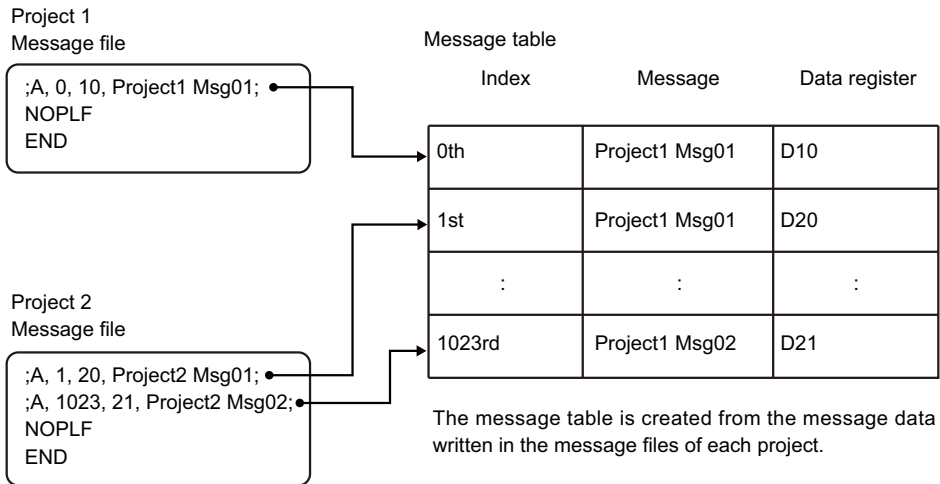 Project 1
Message file
;A, 0, 10, Project1 Msg01;
NOPLF
END
Project 2
Message file
;A, 1, 20, Project2 Msg01;
;A, 1023, 21, Project2 Msg02;
NOPLF
END
Message table
Index Message Data register
0th Project1 Msg01 D10
1st Project1 Msg01 D20
: : :
1023rd Project1 Msg02 D21
The message table is created from the message data
written in the message files of each project.